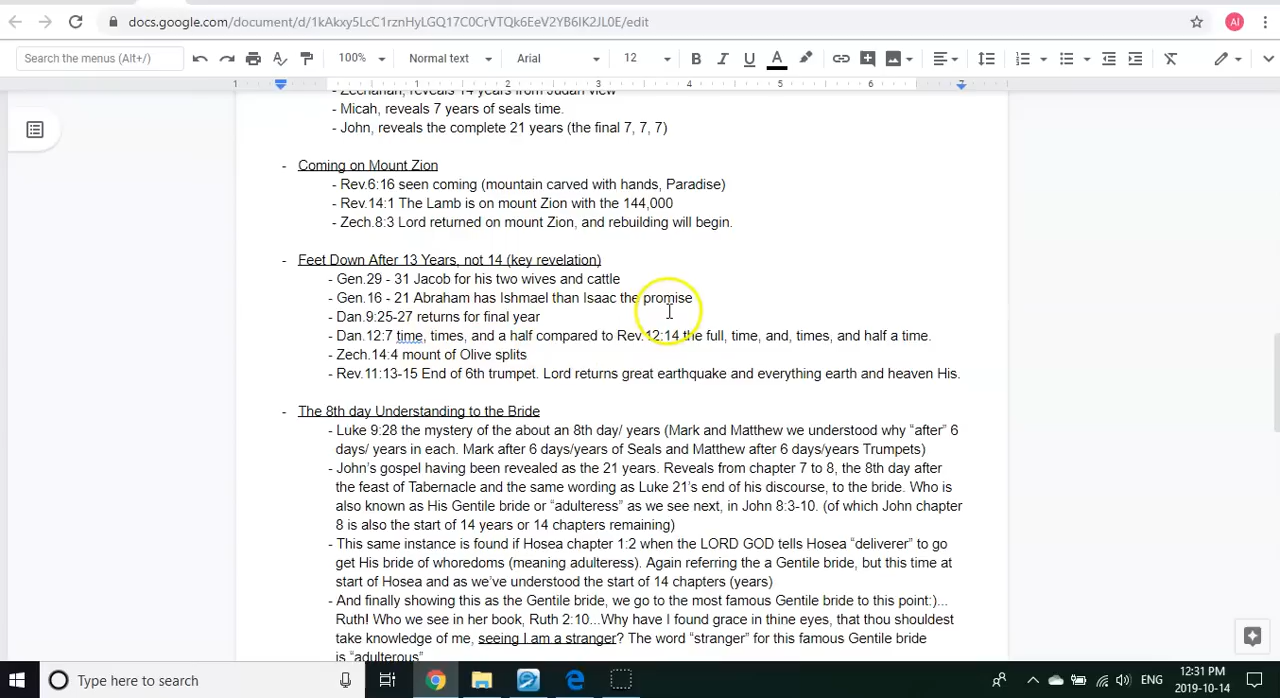 docs.google.com/document/d/1kAkxy5LcC1rznHyLGQ17C0CrVTQk6EeV2YB6lK2JL0E/edit
AI
Search the menus (Alt+/)
100%
Normal text
Arial
12
B I U A
1 1 2 3 4 5 6 7
- Zechariah, reveals 14 years from Judah view
- Micah, reveals 7 years of seals time.
- John, reveals the complete 21 years (the final 7, 7, 7)
- Coming on Mount Zion
- Rev.6:16 seen coming (mountain carved with hands, Paradise)
- Rev.14:1 The Lamb is on mount Zion with the 144,000
- Zech.8:3 Lord returned on mount Zion, and rebuilding will begin.
- Feet Down After 13 Years, not 14 (key revelation)
- Gen.29 - 31 Jacob for his two wives and cattle
- Gen.16 - 21 Abraham has Ishmael than Isaac the promise
- Dan.9:25-27 returns for final year
- Dan.12:7 time, times, and a half compared to Rev.12:14 the full, time, and, times, and half a time.
- Zech.14:4 mount of Olive splits
- Rev.11:13-15 End of 6th trumpet. Lord returns great earthquake and everything earth and heaven His.
- The 8th day Understanding to the Bride
- Luke 9:28 the mystery of the about an 8th day/ years (Mark and Matthew we understood why “after” 6
days/ years in each. Mark after 6 days/years of Seals and Matthew after 6 days/years Trumpets)
- John’s gospel having been revealed as the 21 years. Reveals from chapter 7 to 8, the 8th day after
the feast of Tabernacle and the same wording as Luke 21’s end of his discourse, to the bride. Who is
also known as His Gentile bride or “adulteress” as we see next, in John 8:3-10. (of which John chapter
8 is also the start of 14 years or 14 chapters remaining)
- This same instance is found if Hosea chapter 1:2 when the LORD GOD tells Hosea “deliverer” to go
get His bride of whoredoms (meaning adulteress). Again referring the a Gentile bride, but this time at
start of Hosea and as we’ve understood the start of 14 chapters (years)
- And finally showing this as the Gentile bride, we go to the most famous Gentile bride to this point:)...
Ruth! Who we see in her book, Ruth 2:10...Why have I found grace in thine eyes, that thou shouldest
take knowledge of me, seeing I am a stranger? The word “stranger” for this famous Gentile bride
is “adulterous”
Type here to search
ENG
12:31 PM
2019-10-14